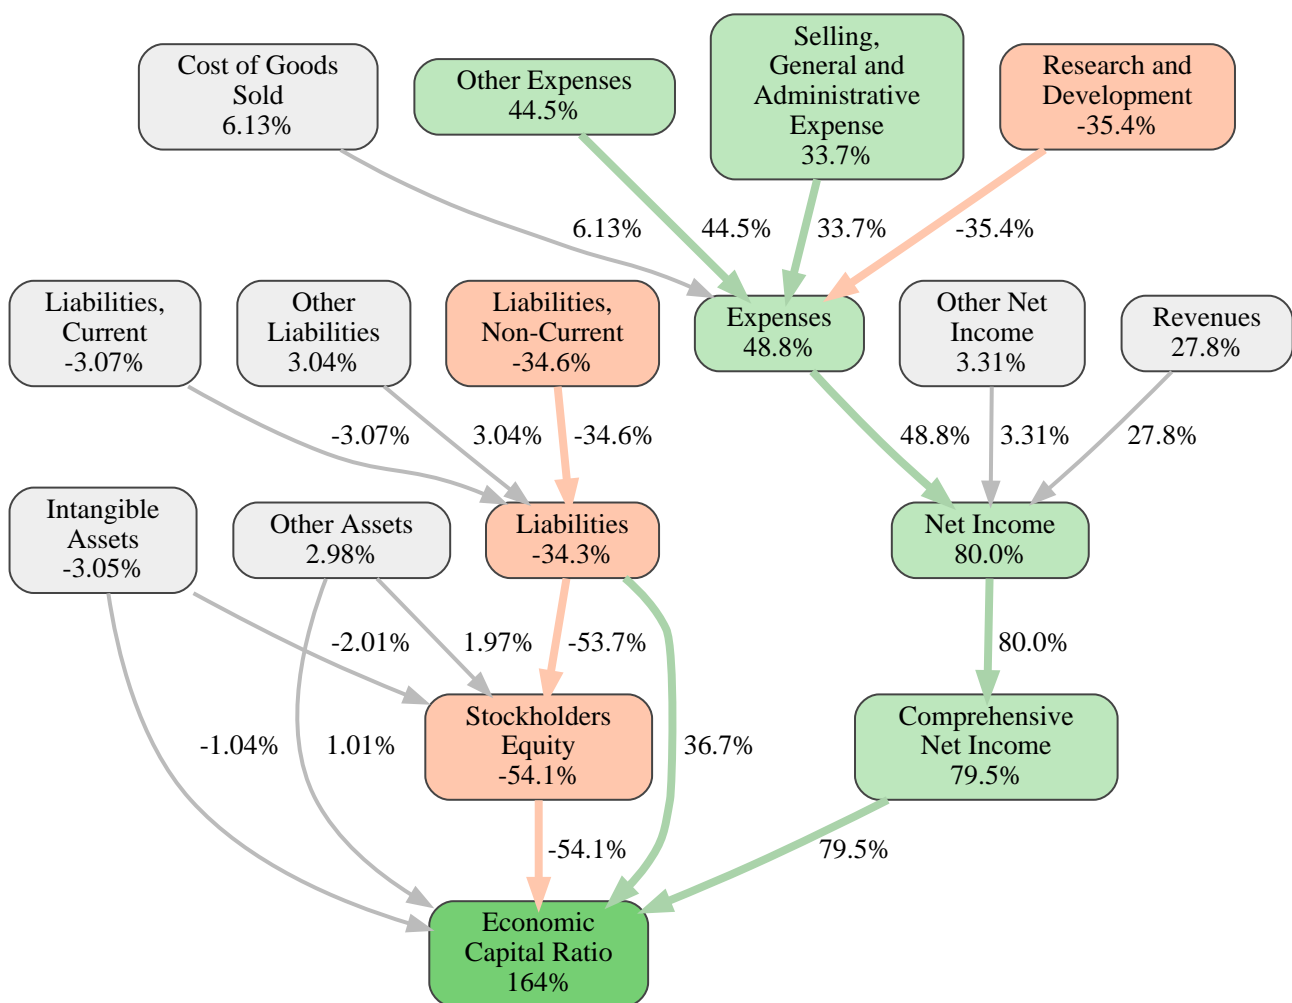 Cost of Goods
Sold
6.13%
Other Expenses
44.5%
Selling,
General and
Administrative
Expense
33.7%
Research and
Development
-35.4%
6.13%
44.5%
33.7%
-35.4%
Liabilities,
Current
-3.07%
Other
Liabilities
3.04%
Liabilities,
Non-Current
-34.6%
Expenses
48.8%
Other Net
Income
3.31%
Revenues
27.8%
-3.07%
3.04%
-34.6%
48.8%
3.31%
27.8%
Intangible
Assets
-3.05%
Other Assets
2.98%
Liabilities
-34.3%
Net Income
80.0%
-2.01%
1.97%
-53.7%
80.0%
Stockholders
Equity
-54.1%
Comprehensive
Net Income
79.5%
-1.04%
1.01%
36.7%
-54.1%
79.5%
Economic
Capital Ratio
164%